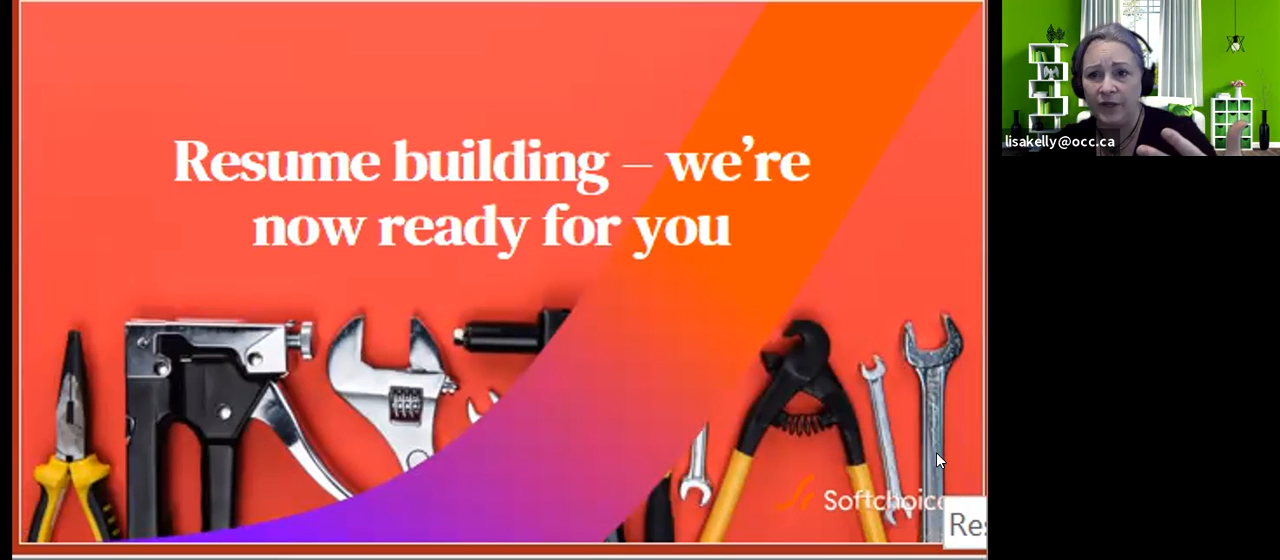 Resume building – we’re
now ready for you
Softchoice
lisakelly@occ.ca